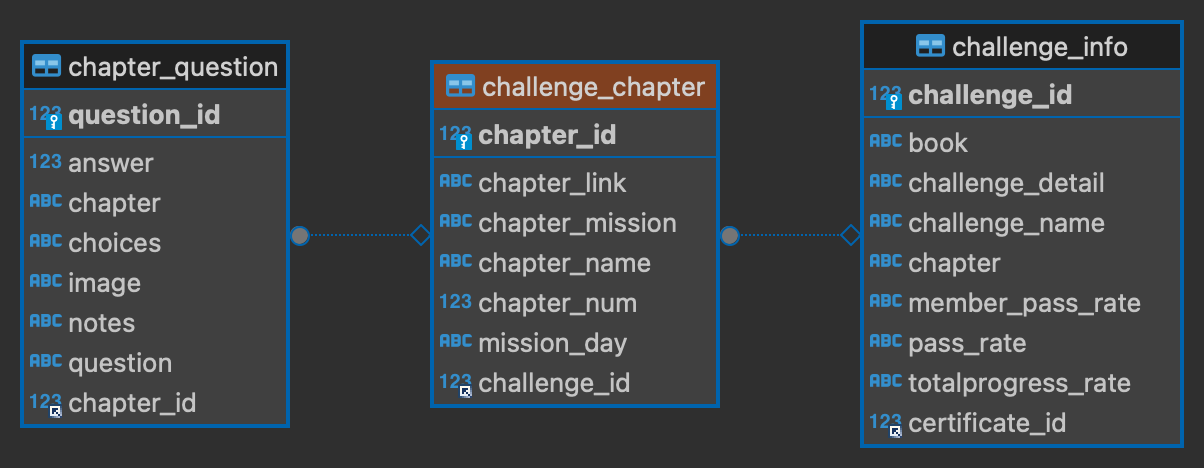 chapter_question
123 question_id
123 answer
ABC chapter
ABC choices
ABC image
ABC notes
ABC question
123 chapter_id
challenge_chapter
123 chapter_id
ABC chapter_link
ABC chapter_mission
ABC chapter_name
123 chapter_num
ABC mission_day
123 challenge_id
challenge_info
123 challenge_id
ABC book
ABC challenge_detail
ABC challenge_name
ABC chapter
ABC member_pass_rate
ABC pass_rate
ABC totalprogress_rate
123 certificate_id